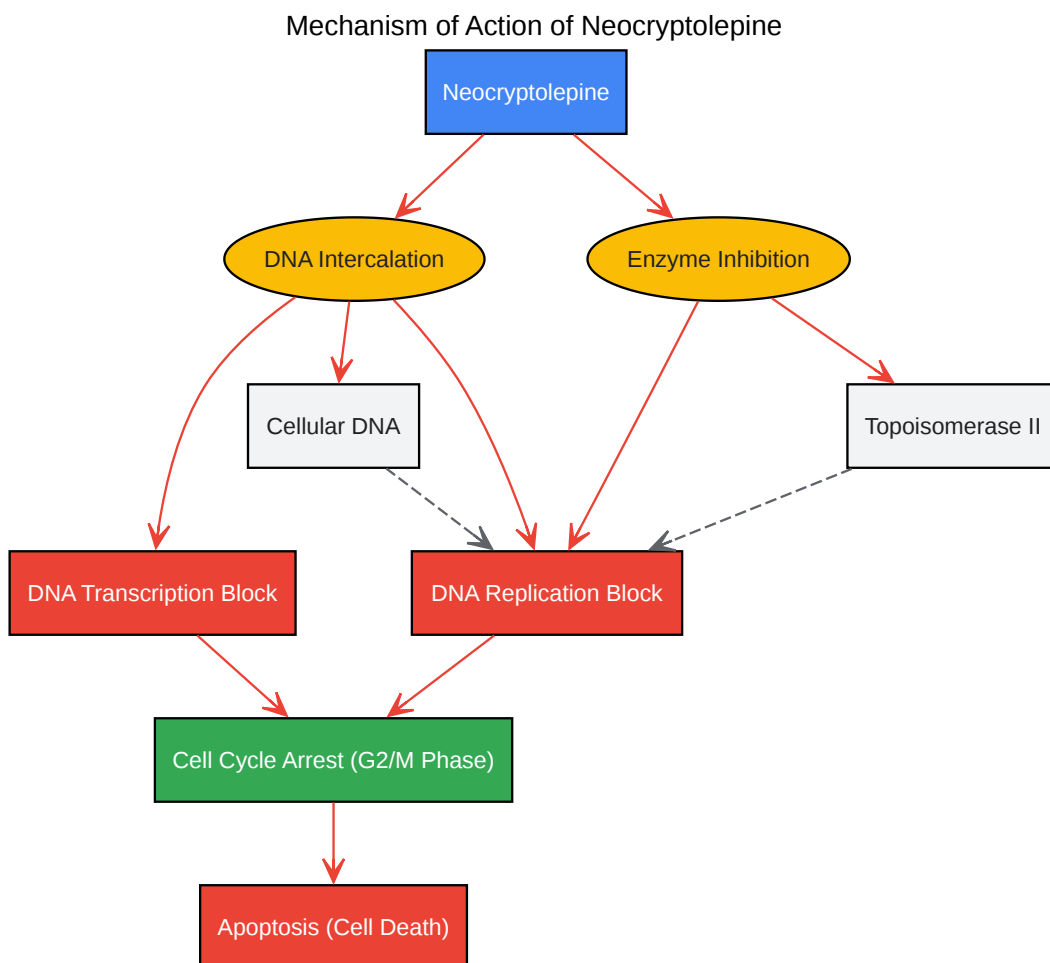 Mechanism of Action of Neocryptolepine
Neocryptolepine
DNA Intercalation
Enzyme Inhibition
Cellular DNA
Topoisomerase II
DNA Transcription Block
DNA Replication Block
Cell Cycle Arrest (G2/M Phase)
Apoptosis (Cell Death)